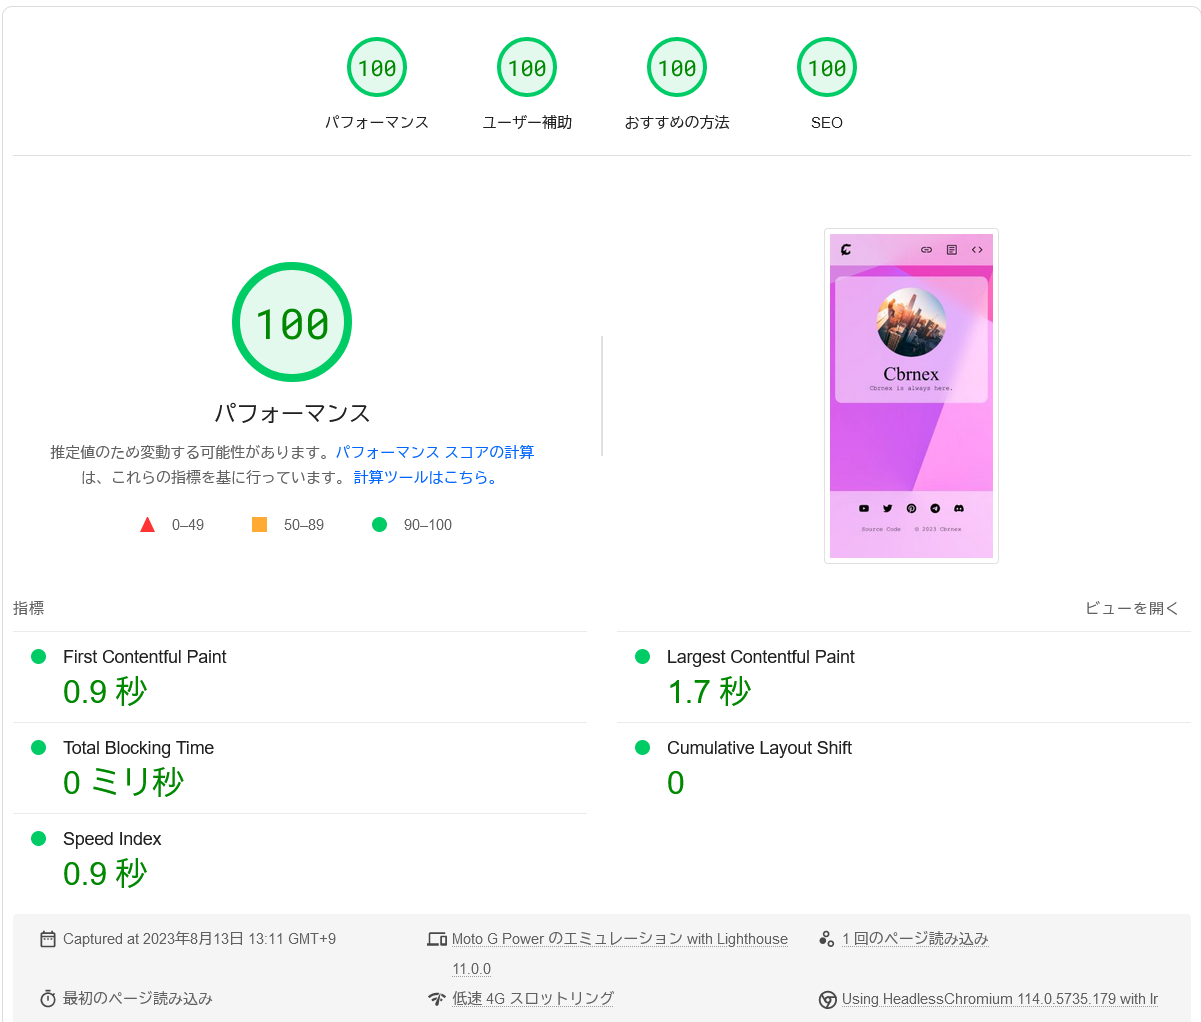 100
100
100
100
パフォーマンス
ユーザー補助
おすすめの方法
SEO
100
パフォーマンス
推定値のため変動する可能性があります。パフォーマンス スコアの計算
は、これらの指標を基に行っています。計算ツールはこちら。
0–49
50–89
90–100
Cbrnex
Cbrnex is always here.
Source Code
© 2023 Cbrnex
指標
ビューを開く
First Contentful Paint
0.9 秒
Largest Contentful Paint
1.7 秒
Total Blocking Time
0 ミリ秒
Cumulative Layout Shift
0
Speed Index
0.9 秒
Captured at 2023年8月13日 13:11 GMT+9
Moto G Power のエミュレーション with Lighthouse
11.0.0
1 回のページ読み込み
最初のページ読み込み
低速 4G スロットリング
Using HeadlessChromium 114.0.5735.179 with lr